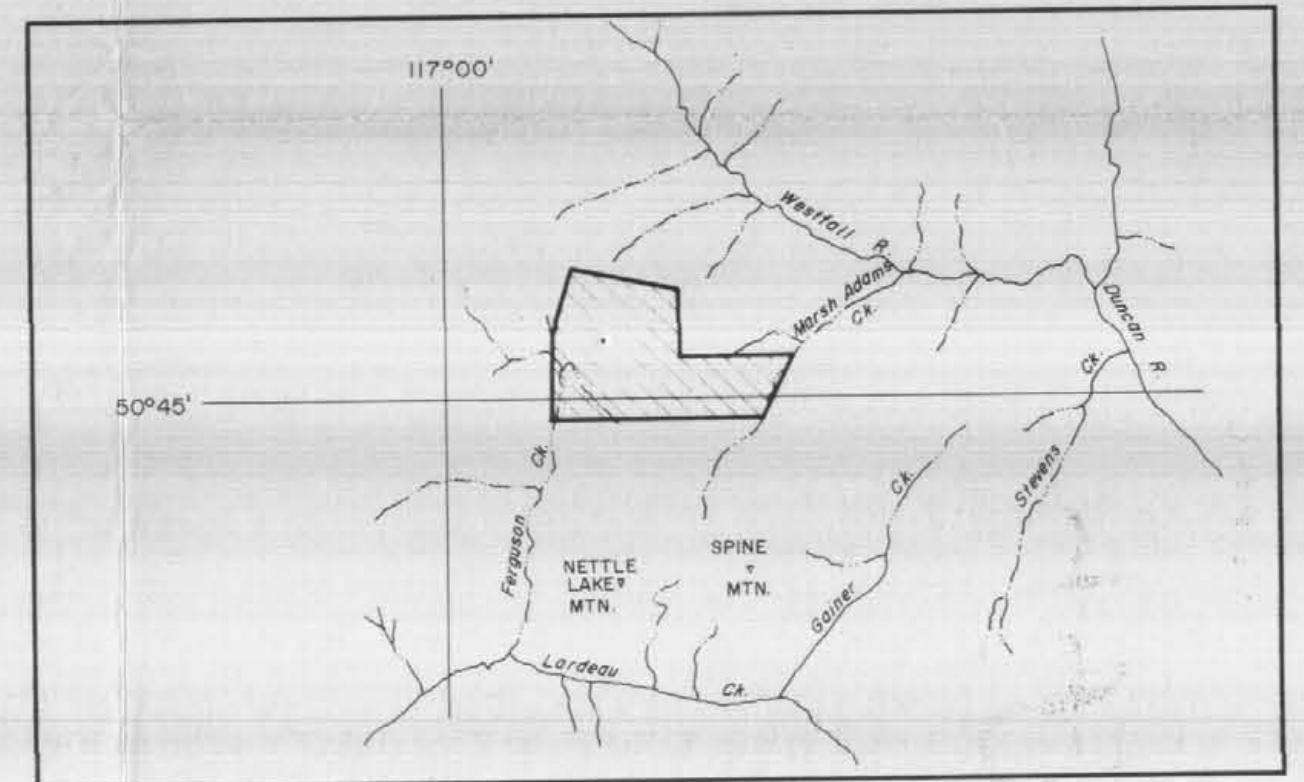 117°00'
Westfall R.
Marsh Adams
Ck.
Duncan R.
50°45'
Ck.
Stevens
Ck.
Ck.
Ferguson
SPINE
MTN.
NETTLE
LAKE
MTN.
Gainer
Lardeau Ck.